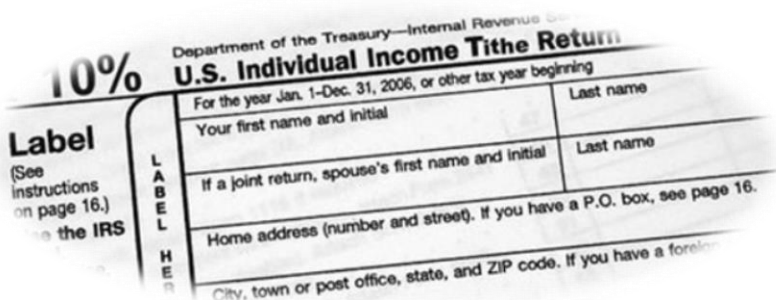 Department of the Treasury—Internal Revenue
10% U.S. Individual Income Tithe Return
For the year Jan. 1–Dec. 31, 2006, or other tax year beginning
Label
(See
instructions
on page 16.)
the IRS
L
A
B
E
L
H
E
R
Your first name and initial
Last name
If a joint return, spouse's first name and initial
Last name
Home address (number and street). If you have a P.O. box, see page 16.
City, town or post office, state, and ZIP code. If you have a foreign